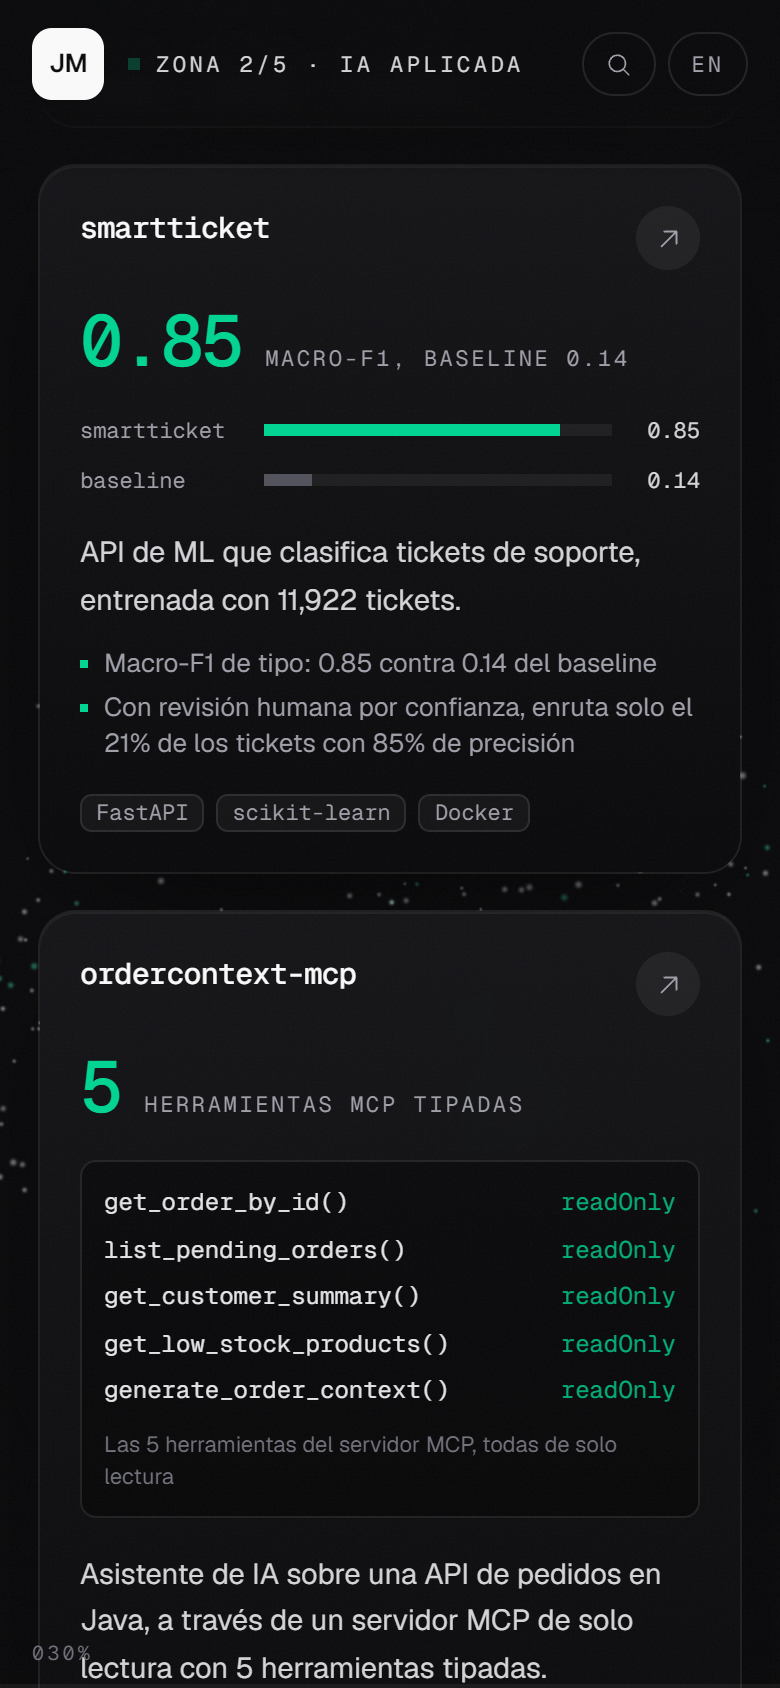 JM
ZONA 2/5 · IA APLICADA
EN
smartticket
0.85 MACRO-F1, BASELINE 0.14
smartticket 0.85
baseline 0.14
API de ML que clasifica tickets de soporte,
entrenada con 11,922 tickets.
Macro-F1 de tipo: 0.85 contra 0.14 del baseline
Con revisión humana por confianza, enruta solo el
21% de los tickets con 85% de precisión
FastAPI scikit-learn Docker
ordercontext-mcp
5 HERRAMIENTAS MCP TIPADAS
get_order_by_id() readOnly
list_pending_orders() readOnly
get_customer_summary() readOnly
get_low_stock_products() readOnly
generate_order_context() readOnly
Las 5 herramientas del servidor MCP, todas de solo
lectura
Asistente de IA sobre una API de pedidos en
Java, a través de un servidor MCP de solo
030%
lectura con 5 herramientas tipadas.